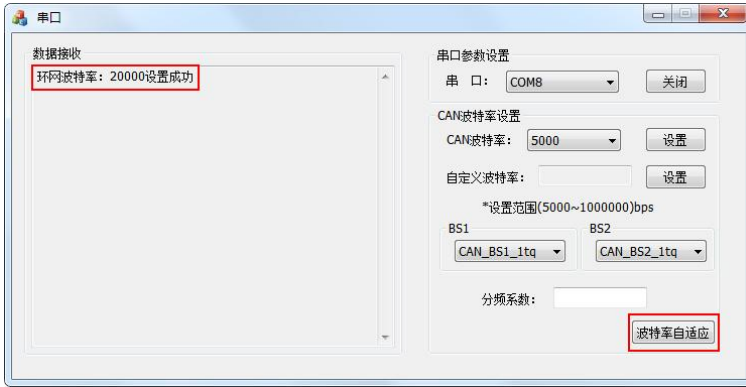 串口
数据接收
环网波特率：20000设置成功
串口参数设置
串 口： COM8 关闭
CAN波特率设置
CAN波特率： 5000 设置
自定义波特率： 设置
*设置范围(5000~1000000)bps
BS1 BS2
CAN_BS1_1tq CAN_BS2_1tq
分频系数：
波特率自适应